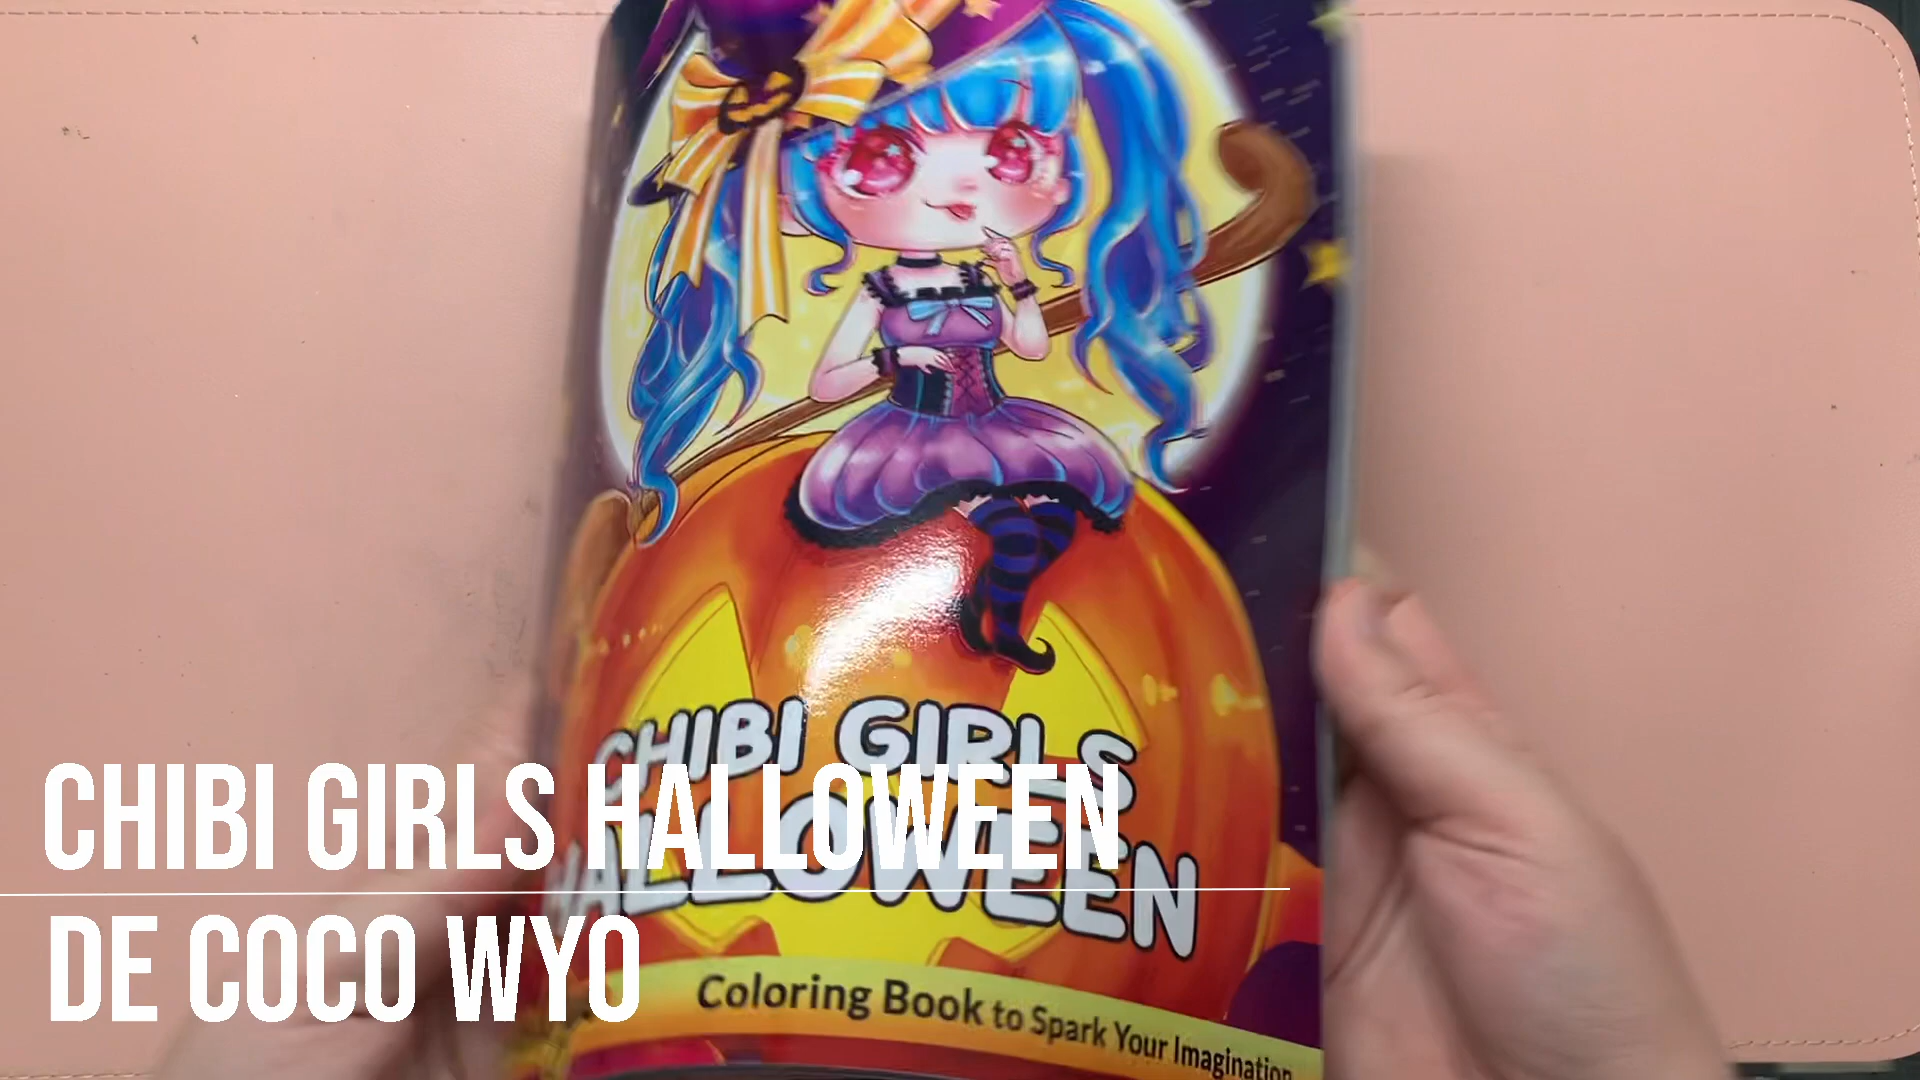 CHIBI GIRLS
HALLOWEEN
Coloring Book to Spark Your Imagination
CHIBI GIRLS HALLOWEEN
DE COCO WYO